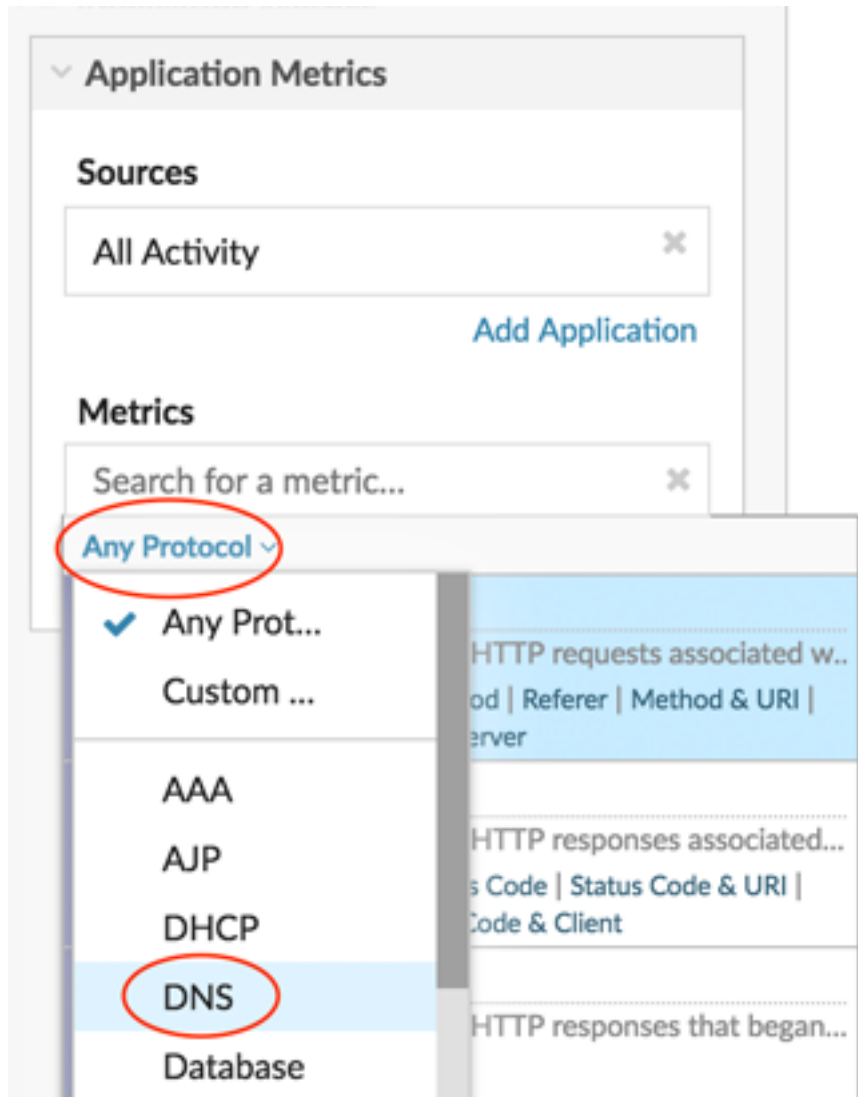 Application Metrics
Sources
All Activity
Add Application
Metrics
Search for a metric...
Any Protocol
Any Prot...
Custom ...
AAA
AJP
DHCP
DNS
Database
HTTP requests associated w..
od | Referer | Method & URI |
erver
HTTP responses associated...
s Code | Status Code & URI |
Code & Client
HTTP responses that began...